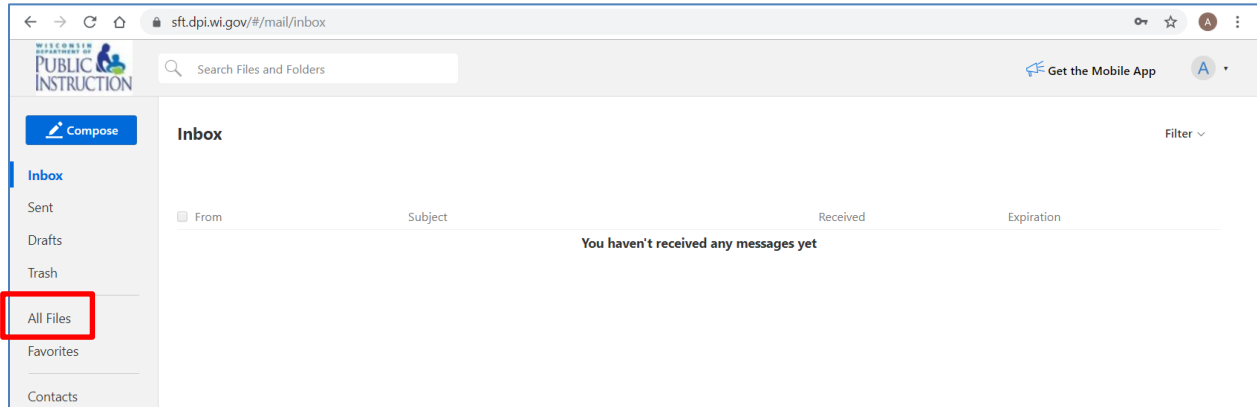 sft.dpi.wi.gov/#/mail/inbox
A
WISCONSIN
DEPARTMENT OF
PUBLIC
INSTRUCTION
Search Files and Folders
Get the Mobile App
A
Compose
Inbox
Filter
Inbox
Sent
From Subject Received Expiration
Drafts
You haven't received any messages yet
Trash
All Files
Favorites
Contacts